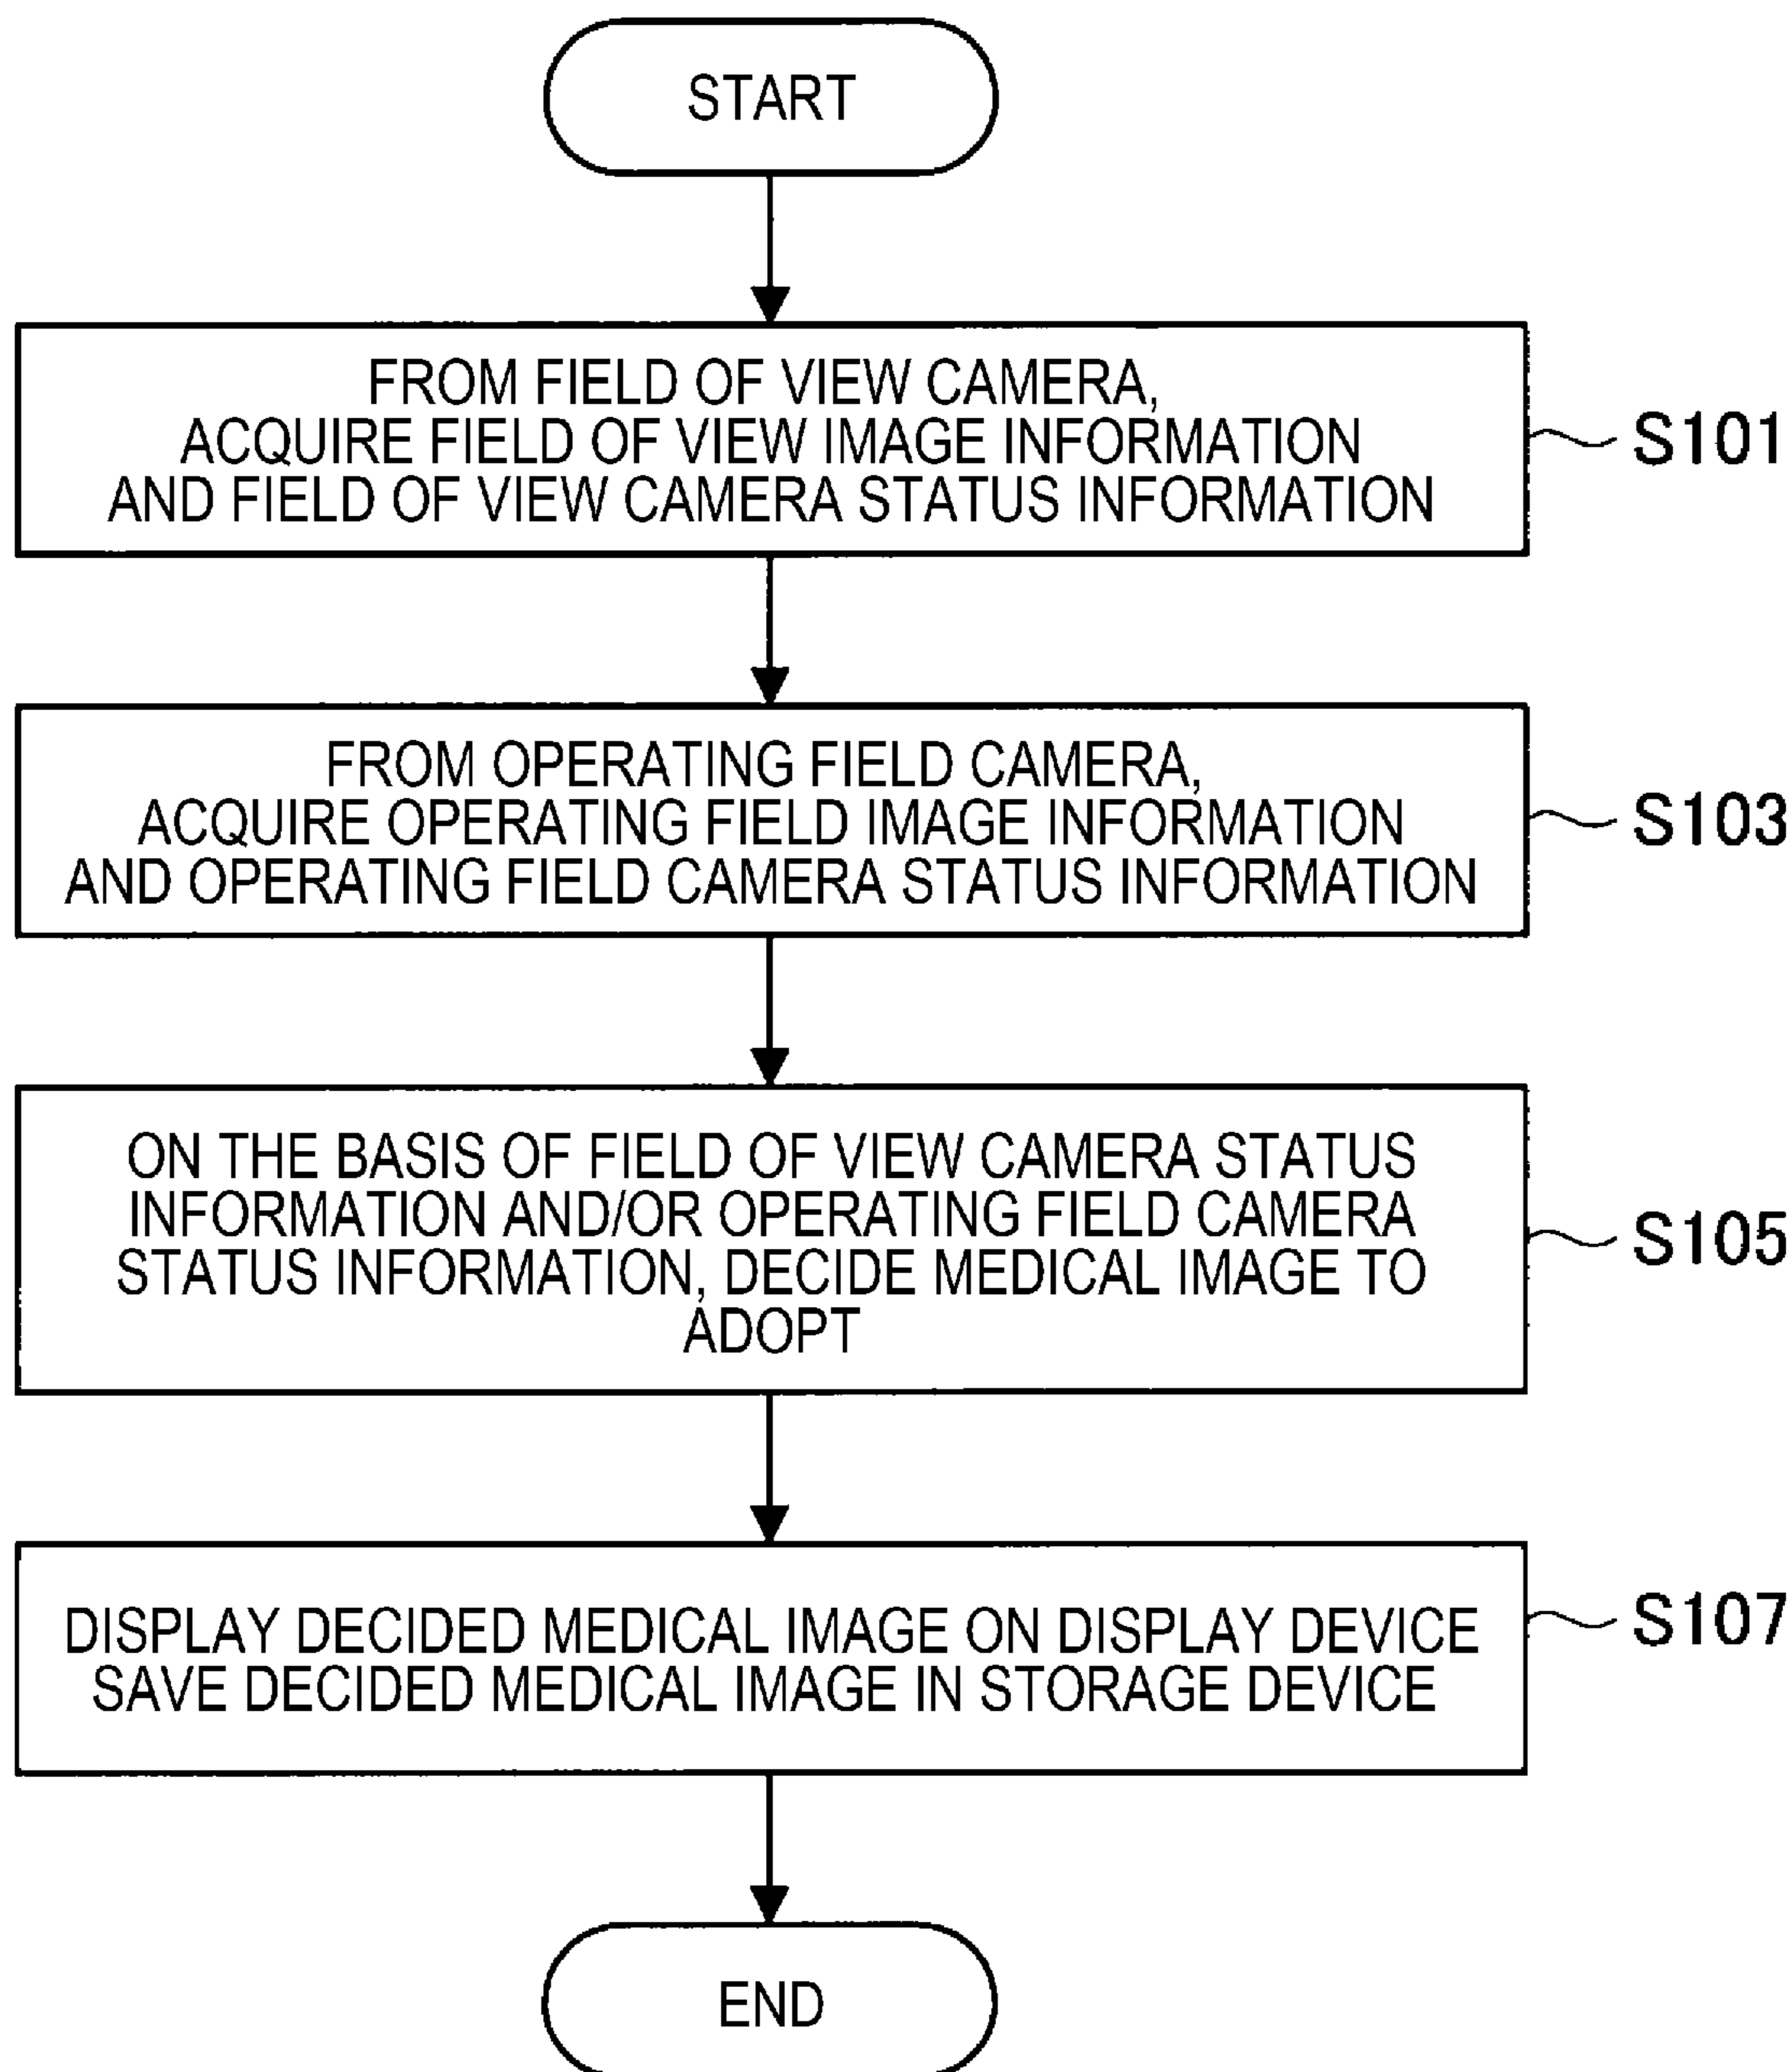 START
FROM FIELD OF VIEW CAMERA,
ACQUIRE FIELD OF VIEW IMAGE INFORMATION
AND FIELD OF VIEW CAMERA STATUS INFORMATION
S101
FROM OPERATING FIELD CAMERA,
ACQUIRE OPERATING FIELD IMAGE INFORMATION
AND OPERATING FIELD CAMERA STATUS INFORMATION
S103
ON THE BASIS OF FIELD OF VIEW CAMERA STATUS
INFORMATION AND/OR OPERATING FIELD CAMERA
STATUS INFORMATION, DECIDE MEDICAL IMAGE TO
ADOPT
S105
DISPLAY DECIDED MEDICAL IMAGE ON DISPLAY DEVICE
SAVE DECIDED MEDICAL IMAGE IN STORAGE DEVICE
S107
END